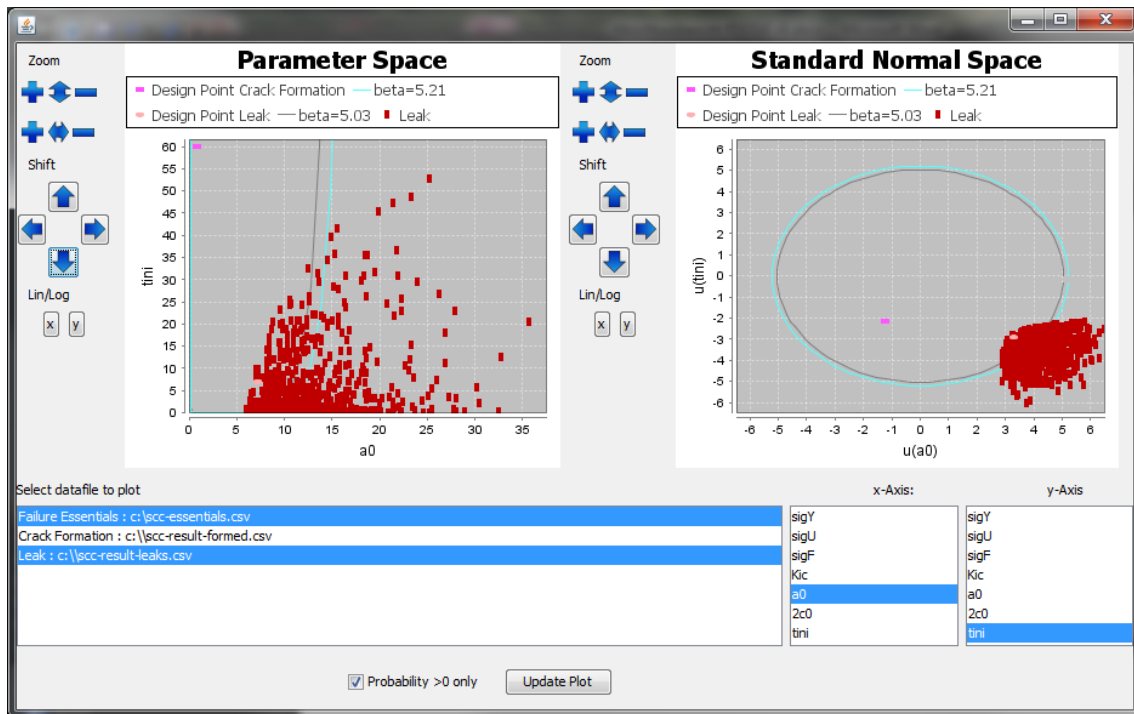 Zoom
Shift
Lin/Log
x y
Parameter Space
Design Point Crack Formation beta=5.21
Design Point Leak beta=5.03 Leak
60
55
50
45
40
35
30
25
20
15
10
5
0
tini
0 5 10 15 20 25 30 35
a0
Zoom
Shift
Lin/Log
x y
Standard Normal Space
Design Point Crack Formation beta=5.21
Design Point Leak beta=5.03 Leak
6
5
4
3
2
1
0
-1
-2
-3
-4
-5
-6
u(tini)
-6 -5 -4 -3 -2 -1 0 1 2 3 4 5 6
u(a0)
Select datafile to plot
Failure Essentials : c:\scc-essentials.csv
Crack Formation : c:\\scc-result-formed.csv
Leak : c:\\scc-result-leaks.csv
x-Axis:
sigY
sigU
sigF
Kic
a0
2c0
tini
y-Axis
sigY
sigU
sigF
Kic
a0
2c0
tini
Probability >0 only
Update Plot